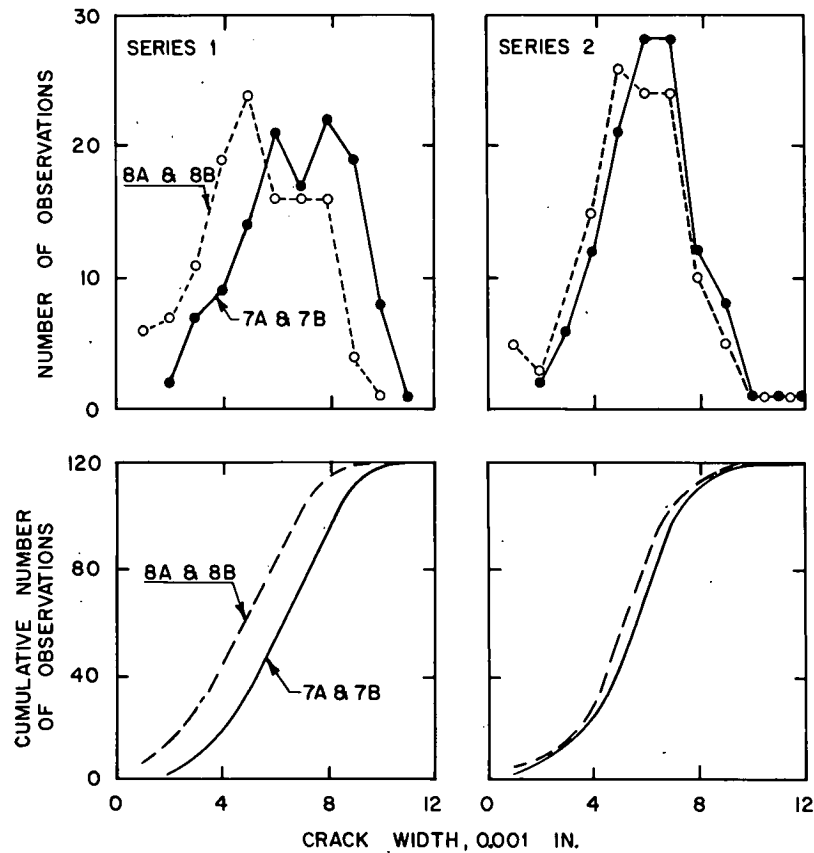 30
20
10
0
SERIES 1
SERIES 2
8A & 8B
7A & 7B
NUMBER OF OBSERVATIONS
120
80
40
0
8A & 8B
7A & 7B
CUMULATIVE NUMBER
OF OBSERVATIONS
0 4 8 12 0 4 8 12
CRACK WIDTH, 0.001 IN.